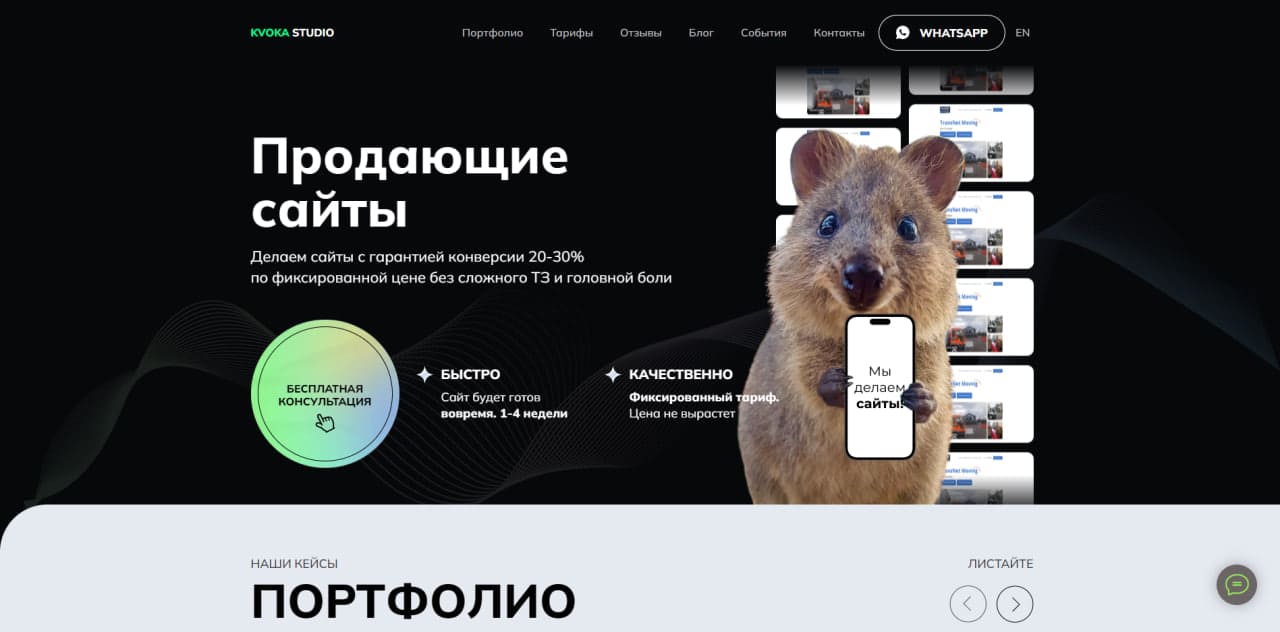 KVOKA STUDIO
Портфолио
Тарифы
Отзывы
Блог
События
Контакты
WHATSAPP
EN
Продающие
сайты
Делаем сайты с гарантией конверсии 20-30%
по фиксированной цене без сложного ТЗ и головной боли
БЕСПЛАТНАЯ
КОНСУЛЬТАЦИЯ
БЫСТРО
Сайт будет готов
вовремя. 1-4 недели
КАЧЕСТВЕННО
Фиксированный тариф.
Цена не вырастет
Мы
делаем
сайты!
НАШИ КЕЙСЫ
ПОРТФОЛИО
ЛИСТАЙТЕ